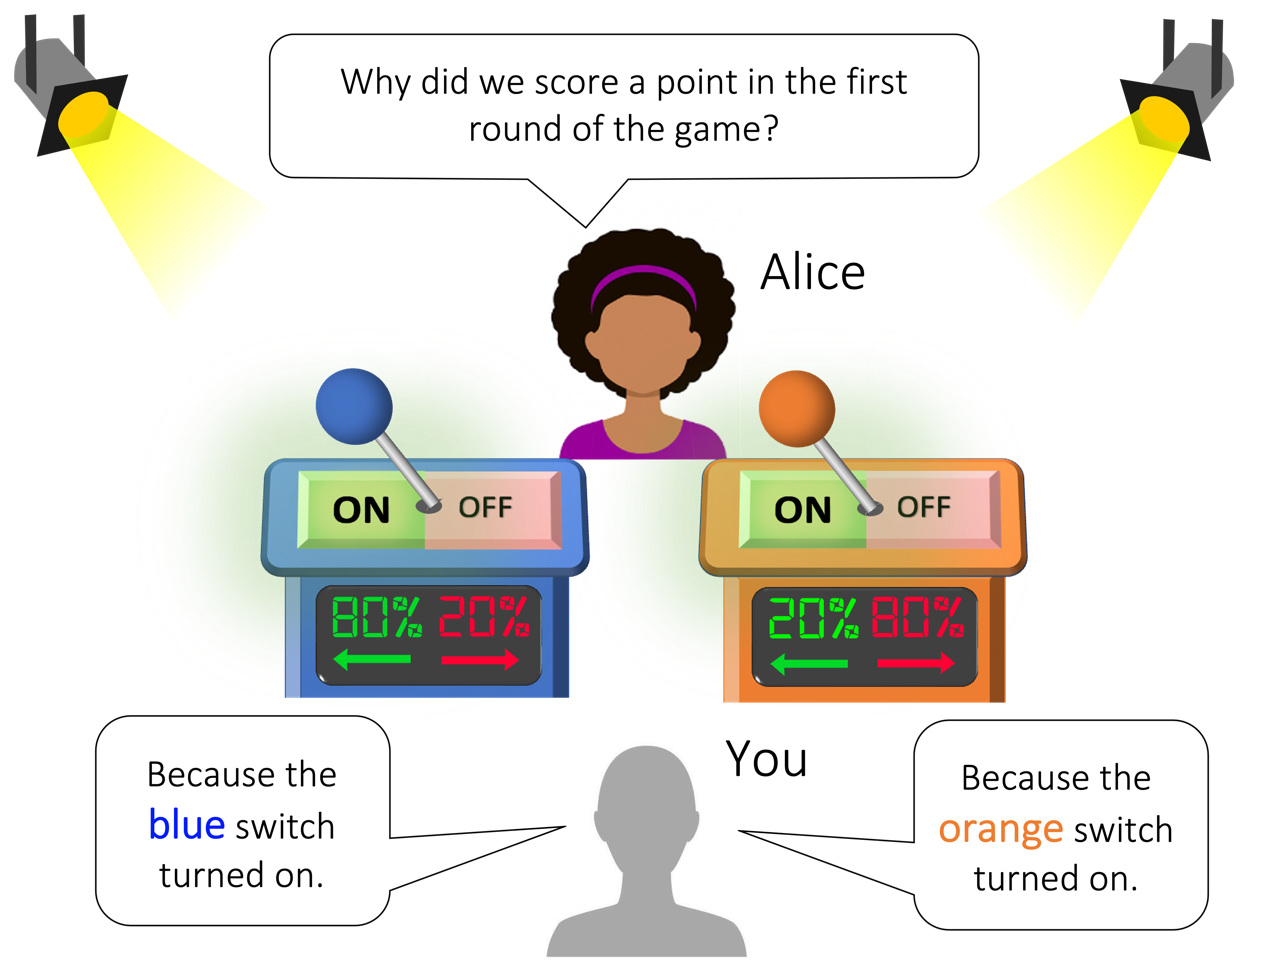 Why did we score a point in the first
round of the game?
Alice
ON OFF
ON OFF
80% 20%
20% 80%
You
Because the
blue switch
turned on.
Because the
orange switch
turned on.